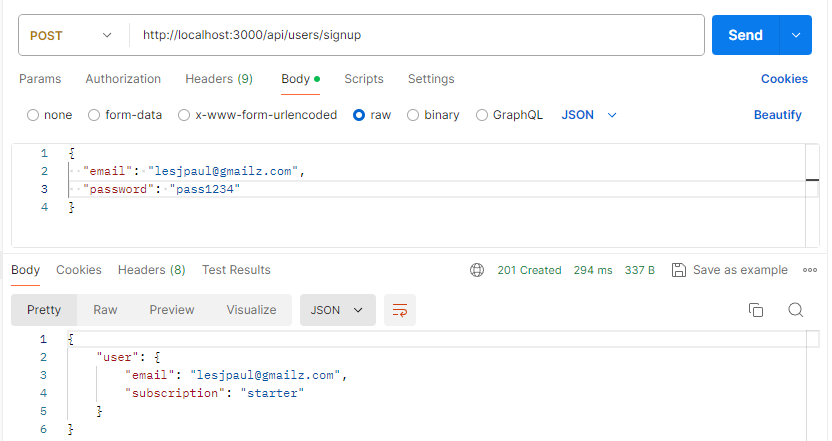 POST http://localhost:3000/api/users/signup Send
Params Authorization Headers (9) Body Scripts Settings Cookies
none form-data x-www-form-urlencoded raw binary GraphQL JSON Beautify
1 {
2 "email": "lesjpaul@gmailz.com",
3 "password": "pass1234"
4 }
Body Cookies Headers (8) Test Results 201 Created 294 ms 337 B Save as example
Pretty Raw Preview Visualize JSON
1 {
2 "user": {
3 "email": "lesjpaul@gmailz.com",
4 "subscription": "starter"
5 }
6 }